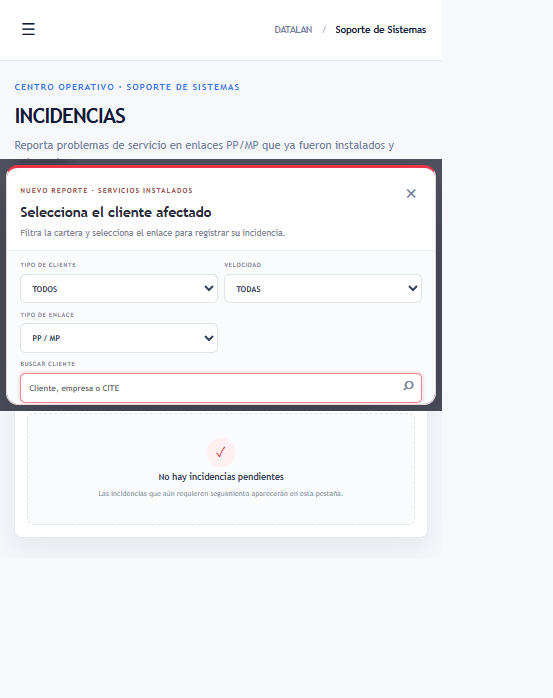 DATALAN / Soporte de Sistemas
CENTRO OPERATIVO • SOPORTE DE SISTEMAS
INCIDENCIAS
Reporta problemas de servicio en enlaces PP/MP que ya fueron instalados y
NUEVO REPORTE • SERVICIOS INSTALADOS
Selecciona el cliente afectado
Filtra la cartera y selecciona el enlace para registrar su incidencia.
TIPO DE CLIENTE VELOCIDAD
TODOS TODAS
TIPO DE ENLACE
PP / MP
BUSCAR CLIENTE
Cliente, empresa o CITE
No hay incidencias pendientes
Las incidencias que aún requieren seguimiento aparecerán en esta pestaña.